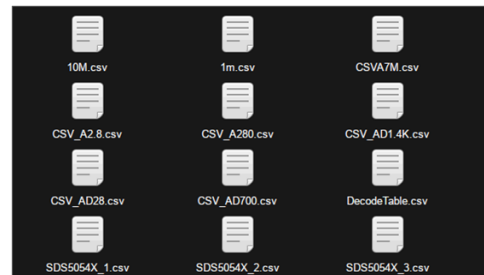 10M.csv
1m.csv
CSVA7M.csv
CSV_A2.8.csv
CSV_A280.csv
CSV_AD1.4K.csv
CSV_AD28.csv
CSV_AD700.csv
DecodeTable.csv
SDS5054X_1.csv
SDS5054X_2.csv
SDS5054X_3.csv